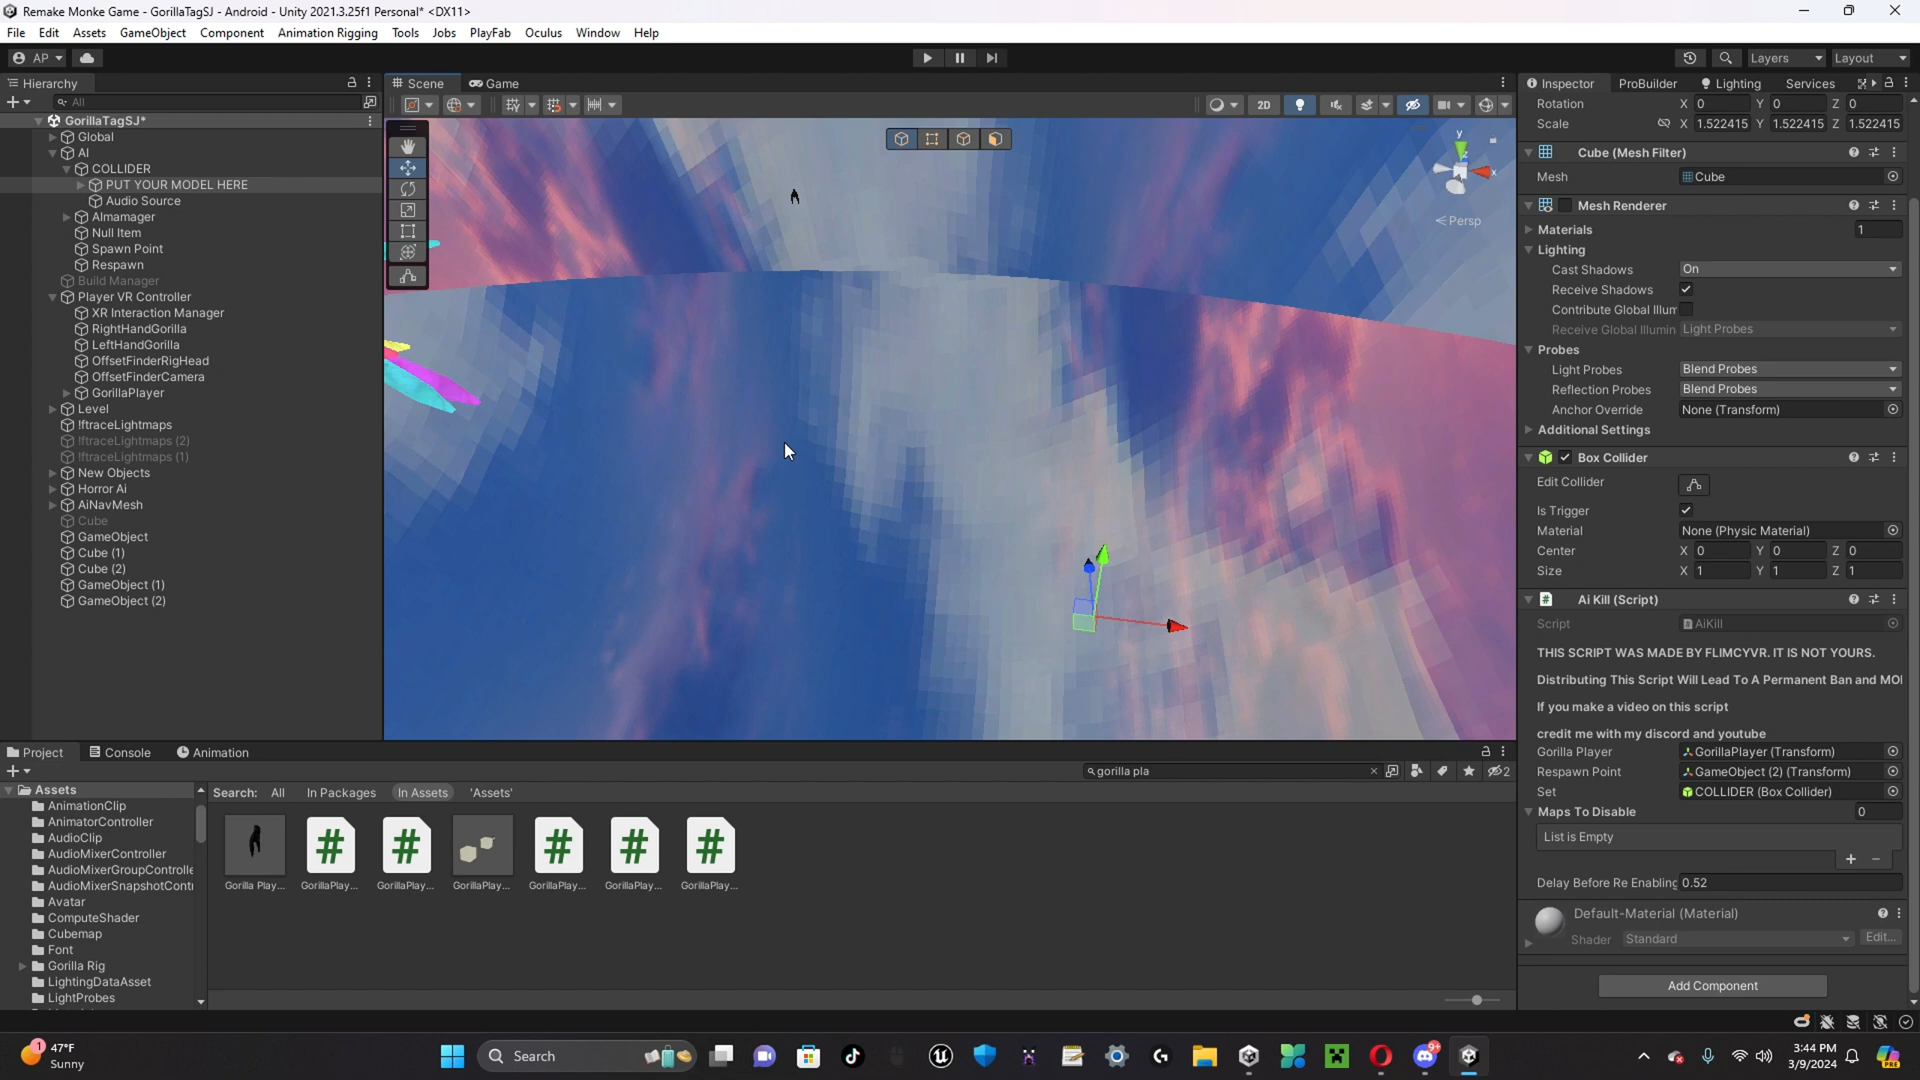 Remake Monke Game - GorillaTagSJ - Android - Unity 2021.3.25f1 Personal* <DX11>
File Edit Assets GameObject Component Animation Rigging Tools Jobs PlayFab Oculus Window Help
AP Layers Layout
Hierarchy
All
GorillaTagSJ*
Global
AI
COLLIDER
PUT YOUR MODEL HERE
Audio Source
AImamager
Null Item
Spawn Point
Respawn
Build Manager
Player VR Controller
XR Interaction Manager
RightHandGorilla
LeftHandGorilla
OffsetFinderRigHead
OffsetFinderCamera
GorillaPlayer
Level
!ftraceLightmaps
!ftraceLightmaps (2)
!ftraceLightmaps (1)
New Objects
Horror Ai
AiNavMesh
Cube
GameObject
Cube (1)
Cube (2)
GameObject (1)
GameObject (2)
Scene Game
2D
y
x
Persp
Inspector ProBuilder Lighting Services
Rotation X 0 Y 0 Z 0
Scale X 1.522415 Y 1.522415 Z 1.522415
Cube (Mesh Filter)
Mesh Cube
Mesh Renderer
Materials 1
Lighting
Cast Shadows On
Receive Shadows
Contribute Global Illum
Receive Global Illumin Light Probes
Probes
Light Probes Blend Probes
Reflection Probes Blend Probes
Anchor Override None (Transform)
Additional Settings
Box Collider
Edit Collider
Is Trigger
Material None (Physic Material)
Center X 0 Y 0 Z 0
Size X 1 Y 1 Z 1
Ai Kill (Script)
Script AiKill
THIS SCRIPT WAS MADE BY FLIMCYVR. IT IS NOT YOURS.
Distributing This Script Will Lead To A Permanent Ban and MO
If you make a video on this script
credit me with my discord and youtube
Gorilla Player GorillaPlayer (Transform)
Respawn Point GameObject (2) (Transform)
Set COLLIDER (Box Collider)
Maps To Disable 0
List is Empty
+ -
Delay Before Re Enabling 0.52
Default-Material (Material)
Shader Standard Edit...
Add Component
Project Console Animation
gorilla pla
2
Assets
AnimationClip
AnimatorController
AudioClip
AudioMixerController
AudioMixerGroupControlle
AudioMixerSnapshotContr
Avatar
ComputeShader
Cubemap
Font
Gorilla Rig
LightingDataAsset
LightProbes
Search: All In Packages In Assets 'Assets'
Gorilla Play... GorillaPlay... GorillaPlay... GorillaPlay... GorillaPlay... GorillaPlay... GorillaPlay...
1
47°F
Sunny
Search
9+
3:44 PM
3/9/2024
PRE